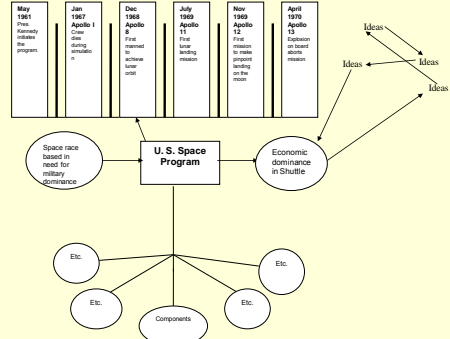 May
1961
Pres.
Kennedy
initiates
the
program.
Jan
1967
Apollo I
Crew
dies
during
simulatio
n
Dec
1968
Apollo
8
First
manned
to
achieve
lunar
orbit
July
1969
Apollo
11
First
lunar
landing
mission
Nov
1969
Apollo
12
First
mission
to make
pinpoint
landing
on the
moon
April
1970
Apollo
13
Explosion
on board
aborts
mission
Ideas
Ideas
Ideas
Ideas
Space race
based in
need for
military
dominance
U. S. Space
Program
Economic
dominance
in Shuttle
Etc.
Etc.
Etc.
Etc.
Components